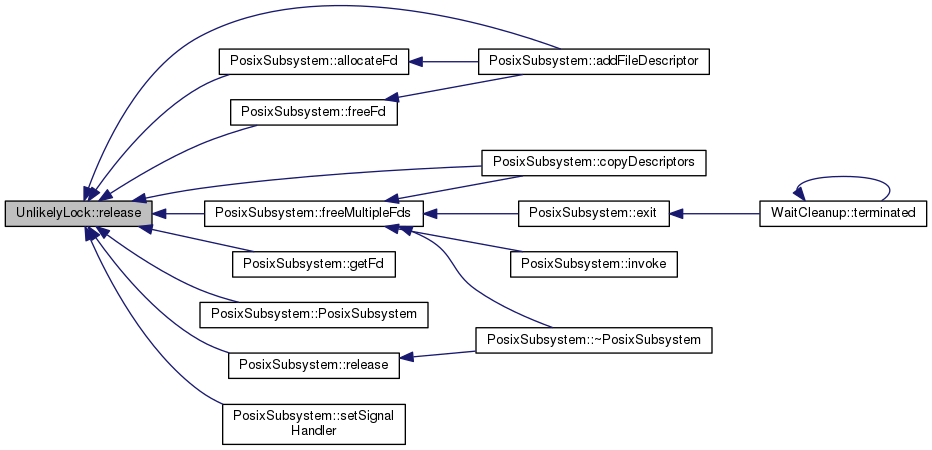 PosixSubsystem::allocateFd
PosixSubsystem::addFileDescriptor
PosixSubsystem::freeFd
PosixSubsystem::copyDescriptors
UnlikelyLock::release
PosixSubsystem::freeMultipleFds
PosixSubsystem::exit
WaitCleanup::terminated
PosixSubsystem::getFd
PosixSubsystem::invoke
PosixSubsystem::PosixSubsystem
PosixSubsystem::~PosixSubsystem
PosixSubsystem::release
PosixSubsystem::setSignal
Handler